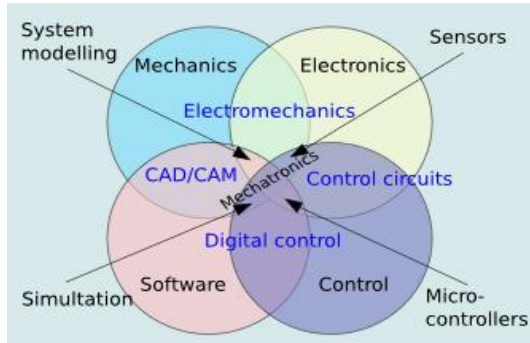 System
modelling
Sensors
Mechanics
Electronics
Electromechanics
CAD/CAM
Mechatronics
Control circuits
Digital control
Software
Control
Simultation
Micro-
controllers